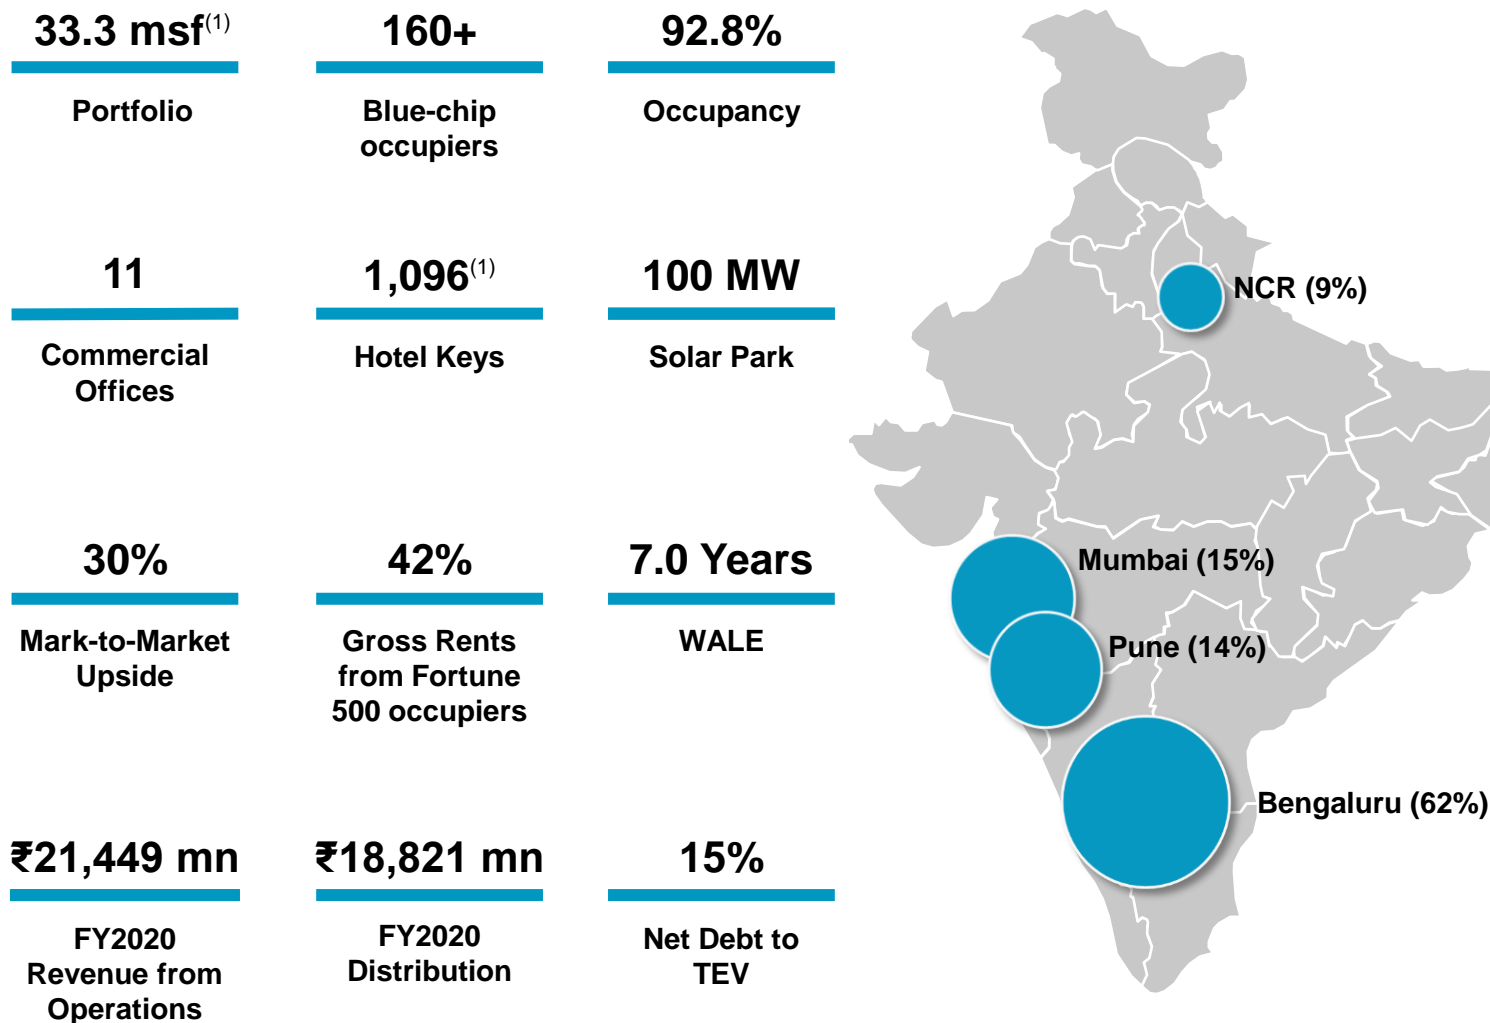 33.3 msf(1)
Portfolio
160+
Blue-chip
occupiers
92.8%
Occupancy
11
Commercial
Offices
1,096(1)
Hotel Keys
100 MW
Solar Park
30%
Mark-to-Market
Upside
42%
Gross Rents
from Fortune
500 occupiers
7.0 Years
WALE
₹21,449 mn
FY2020
Revenue from
Operations
₹18,821 mn
FY2020
Distribution
15%
Net Debt to
TEV
NCR (9%)
Mumbai (15%)
Pune (14%)
Bengaluru (62%)